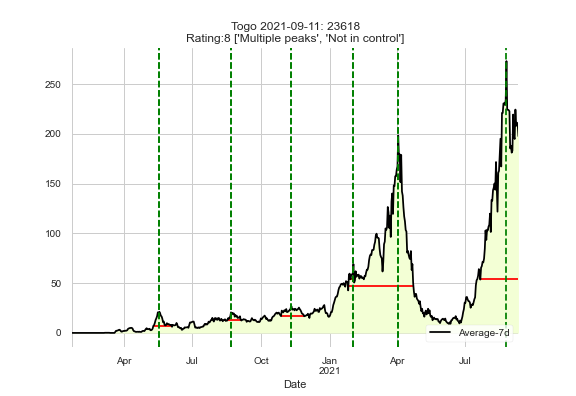 Togo 2021-09-11: 23618
Rating:8 ['Multiple peaks', 'Not in control']
250
200
150
100
50
0
Average-7d
Apr Jul Oct Jan Apr Jul
2021
Date